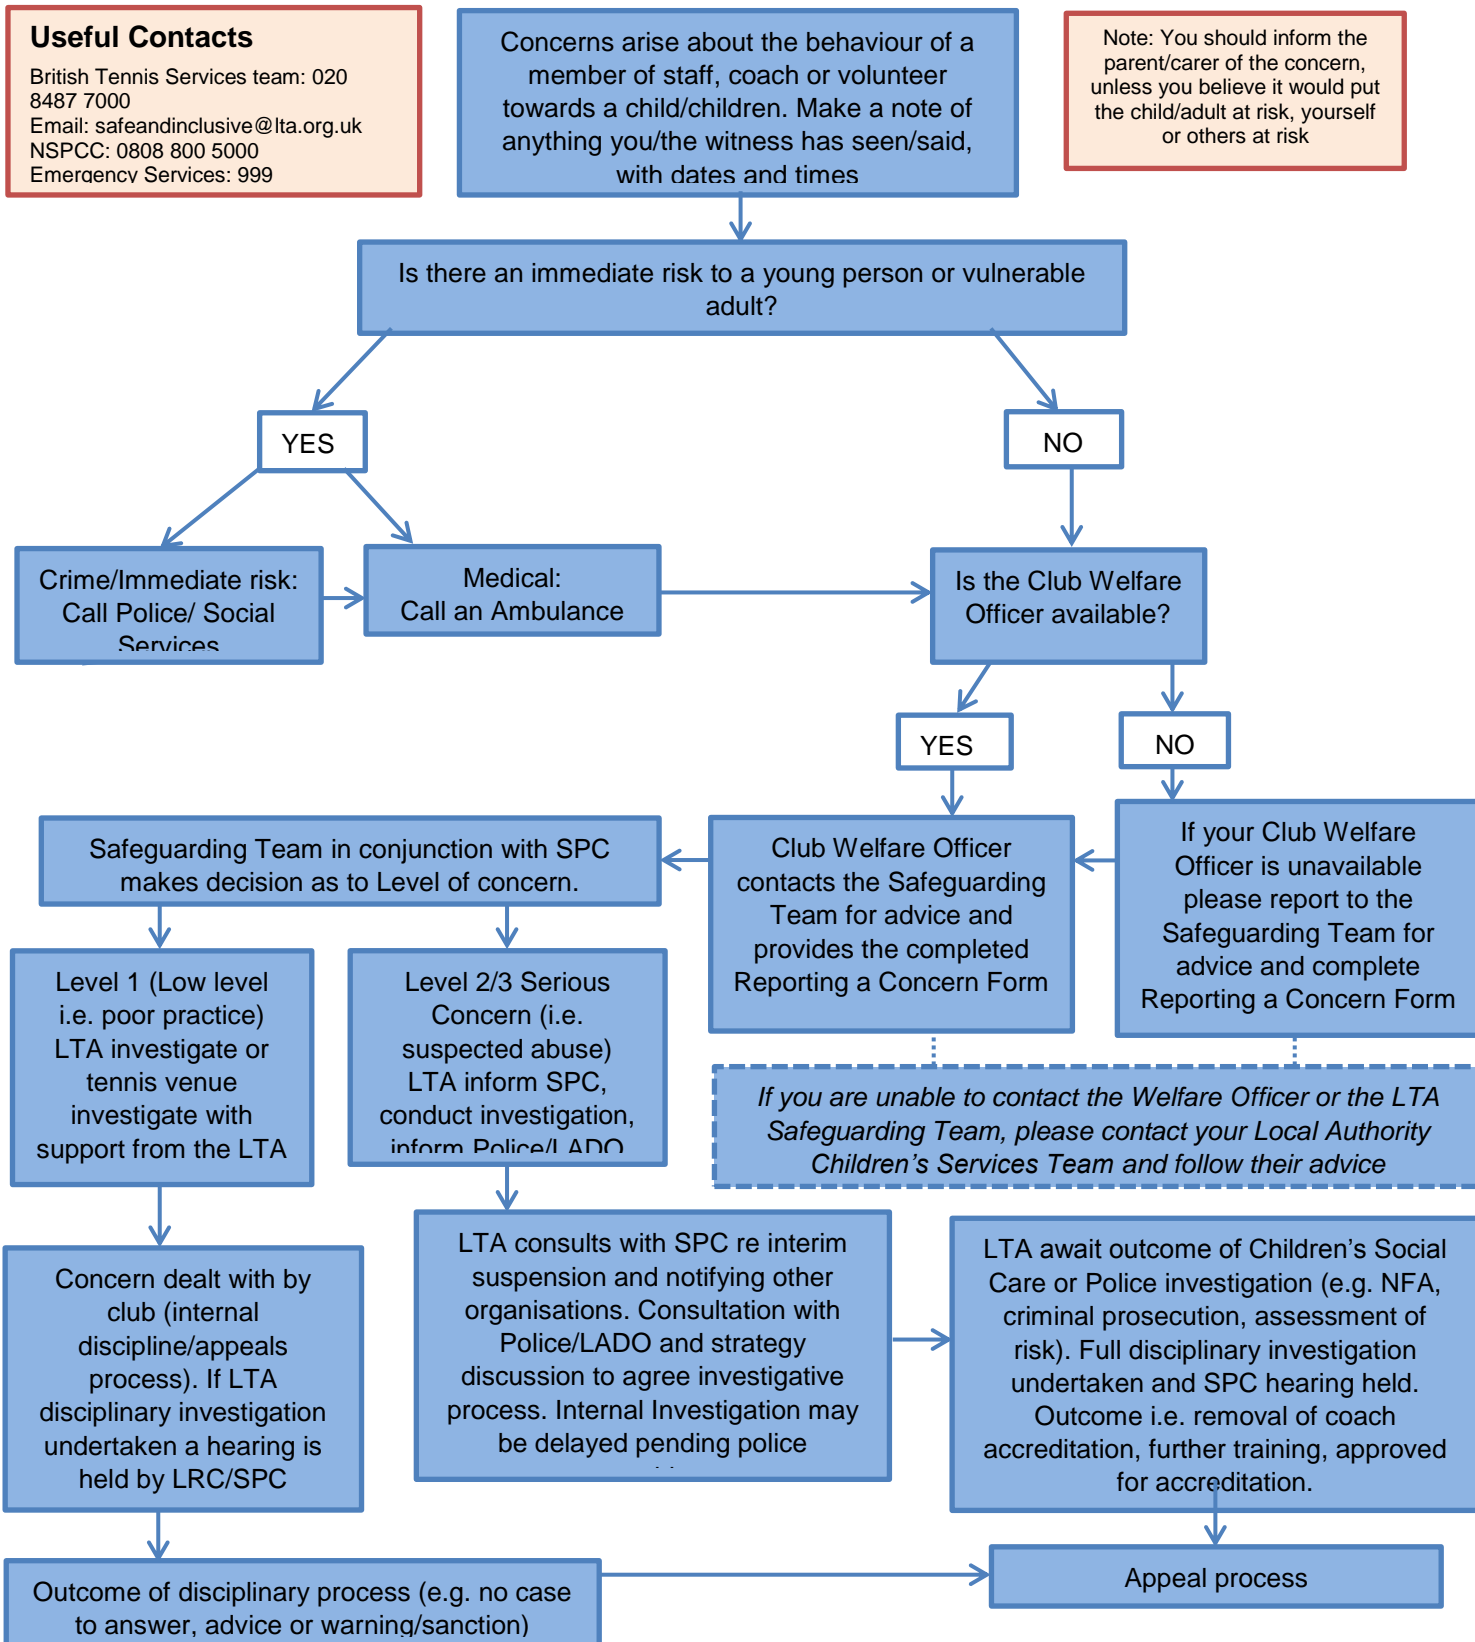 Useful Contacts
British Tennis Services team: 020
8487 7000
Email: safeandinclusive@lta.org.uk
NSPCC: 0808 800 5000
Emergency Services: 999
Concerns arise about the behaviour of a
member of staff, coach or volunteer
towards a child/children. Make a note of
anything you/the witness has seen/said,
with dates and times
Note: You should inform the
parent/carer of the concern,
unless you believe it would put
the child/adult at risk, yourself
or others at risk
Is there an immediate risk to a young person or vulnerable
adult?
YES
NO
Crime/Immediate risk:
Call Police/ Social
Services
Medical:
Call an Ambulance
Is the Club Welfare
Officer available?
YES
NO
Safeguarding Team in conjunction with SPC
makes decision as to Level of concern.
Club Welfare Officer
contacts the Safeguarding
Team for advice and
provides the completed
Reporting a Concern Form
If your Club Welfare
Officer is unavailable
please report to the
Safeguarding Team for
advice and complete
Reporting a Concern Form
Level 1 (Low level
i.e. poor practice)
LTA investigate or
tennis venue
investigate with
support from the LTA
Level 2/3 Serious
Concern (i.e.
suspected abuse)
LTA inform SPC,
conduct investigation,
inform Police/LADO
If you are unable to contact the Welfare Officer or the LTA
Safeguarding Team, please contact your Local Authority
Children's Services Team and follow their advice
Concern dealt with by
club (internal
discipline/appeals
process). If LTA
disciplinary investigation
undertaken a hearing is
held by LRC/SPC
LTA consults with SPC re interim
suspension and notifying other
organisations. Consultation with
Police/LADO and strategy
discussion to agree investigative
process. Internal Investigation may
be delayed pending police
LTA await outcome of Children's Social
Care or Police investigation (e.g. NFA,
criminal prosecution, assessment of
risk). Full disciplinary investigation
undertaken and SPC hearing held.
Outcome i.e. removal of coach
accreditation, further training, approved
for accreditation.
Outcome of disciplinary process (e.g. no case
to answer, advice or warning/sanction)
Appeal process